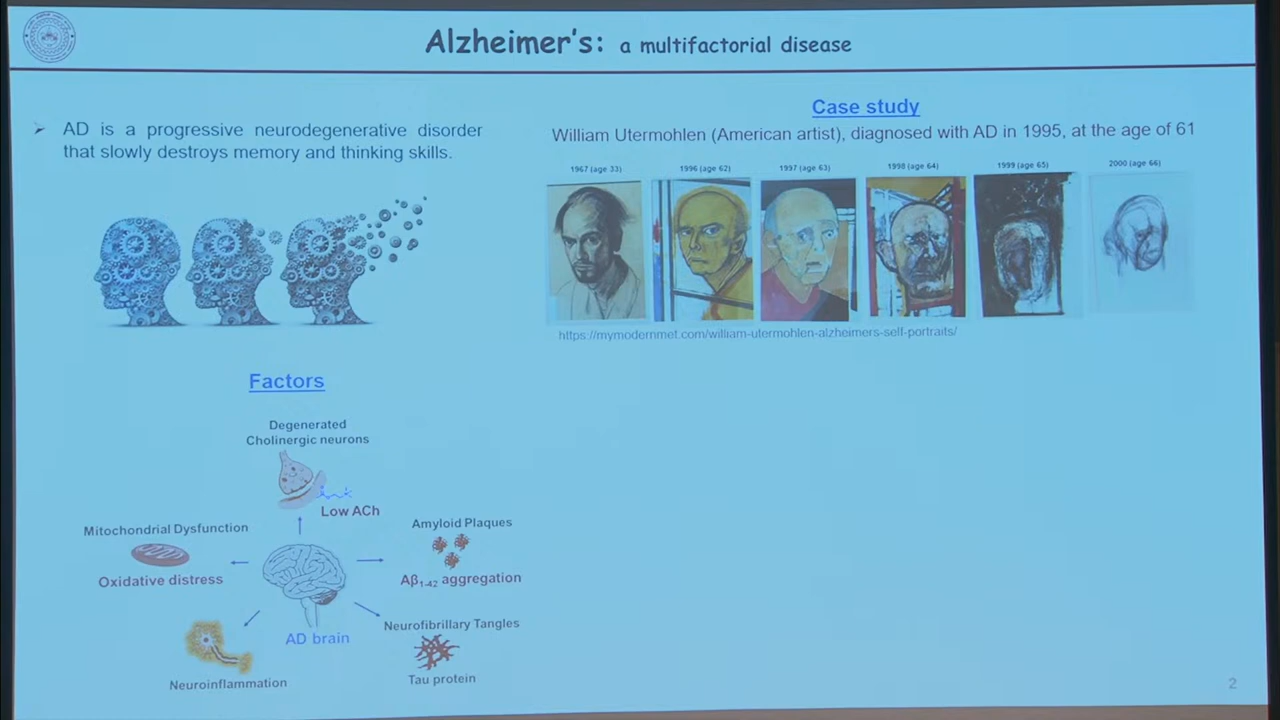 Alzheimer's: a multifactorial disease
➢ AD is a progressive neurodegenerative disorder
that slowly destroys memory and thinking skills.
Case study
William Utermohlen (American artist), diagnosed with AD in 1995, at the age of 61
1967 (age 33) 1996 (age 62) 1997 (age 63) 1998 (age 64) 1999 (age 65) 2000 (age 66)
https://mymodernmet.com/william-utermohlen-alzheimers-self-portraits/
Factors
Degenerated
Cholinergic neurons
Low ACh
Mitochondrial Dysfunction
Oxidative distress
Amyloid Plaques
Aβ1-42 aggregation
AD brain
Neurofibrillary Tangles
Tau protein
Neuroinflammation
2